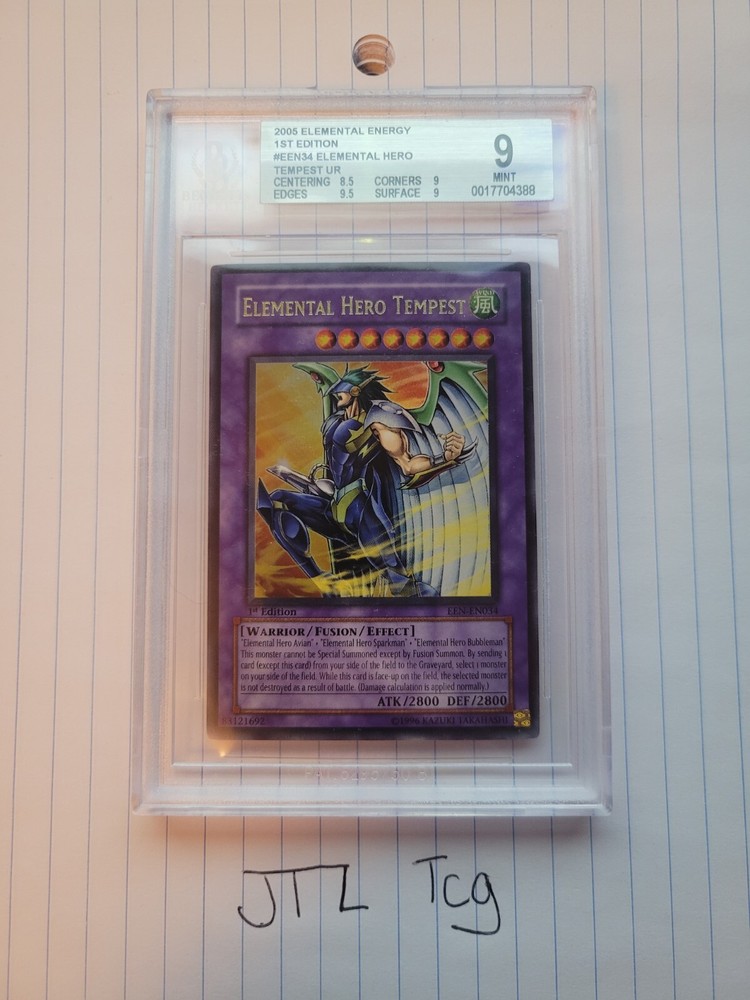 2005 ELEMENTAL ENERGY
1ST EDITION
#EEN34 ELEMENTAL HERO
TEMPEST UR
CENTERING 8.5 CORNERS 9
EDGES 9.5 SURFACE 9
9
MINT
0017704388
ELEMENTAL HERO TEMPEST
WIND
風
1st Edition
EEN-EN034
[WARRIOR/FUSION/EFFECT]
"Elemental Hero Avian" + "Elemental Hero Sparkman" + "Elemental Hero Bubbleman"
This monster cannot be Special Summoned except by Fusion Summon. By sending 1
card (except this card) from your side of the field to the Graveyard, select 1 monster
on your side of the field. While this card is face-up on the field, the selected monster
is not destroyed as a result of battle. (Damage calculation is applied normally.)
ATK/2800 DEF/2800
83121692
©1996 KAZUKI TAKAHASHI
JTL Tcg